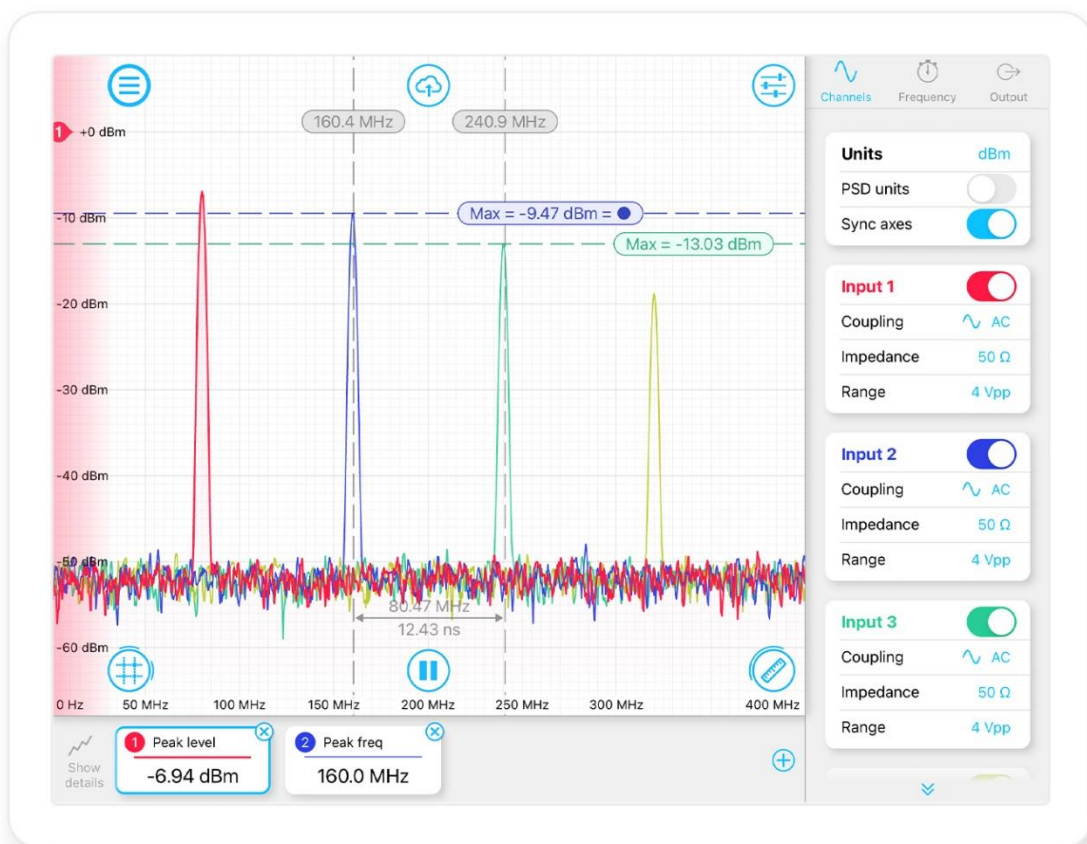 160.4 MHz
240.9 MHz
1
+0 dBm
-10 dBm
Max = -9.47 dBm =
Max = -13.03 dBm
-20 dBm
-30 dBm
-40 dBm
-50 dBm
80.47 MHz
12.43 ns
-60 dBm
0 Hz 50 MHz 100 MHz 150 MHz 200 MHz 250 MHz 300 MHz 400 MHz
Show
details
1 Peak level
-6.94 dBm
2 Peak freq
160.0 MHz
Channels Frequency Output
Units dBm
PSD units
Sync axes
Input 1
Coupling AC
Impedance 50 Ω
Range 4 Vpp
Input 2
Coupling AC
Impedance 50 Ω
Range 4 Vpp
Input 3
Coupling AC
Impedance 50 Ω
Range 4 Vpp